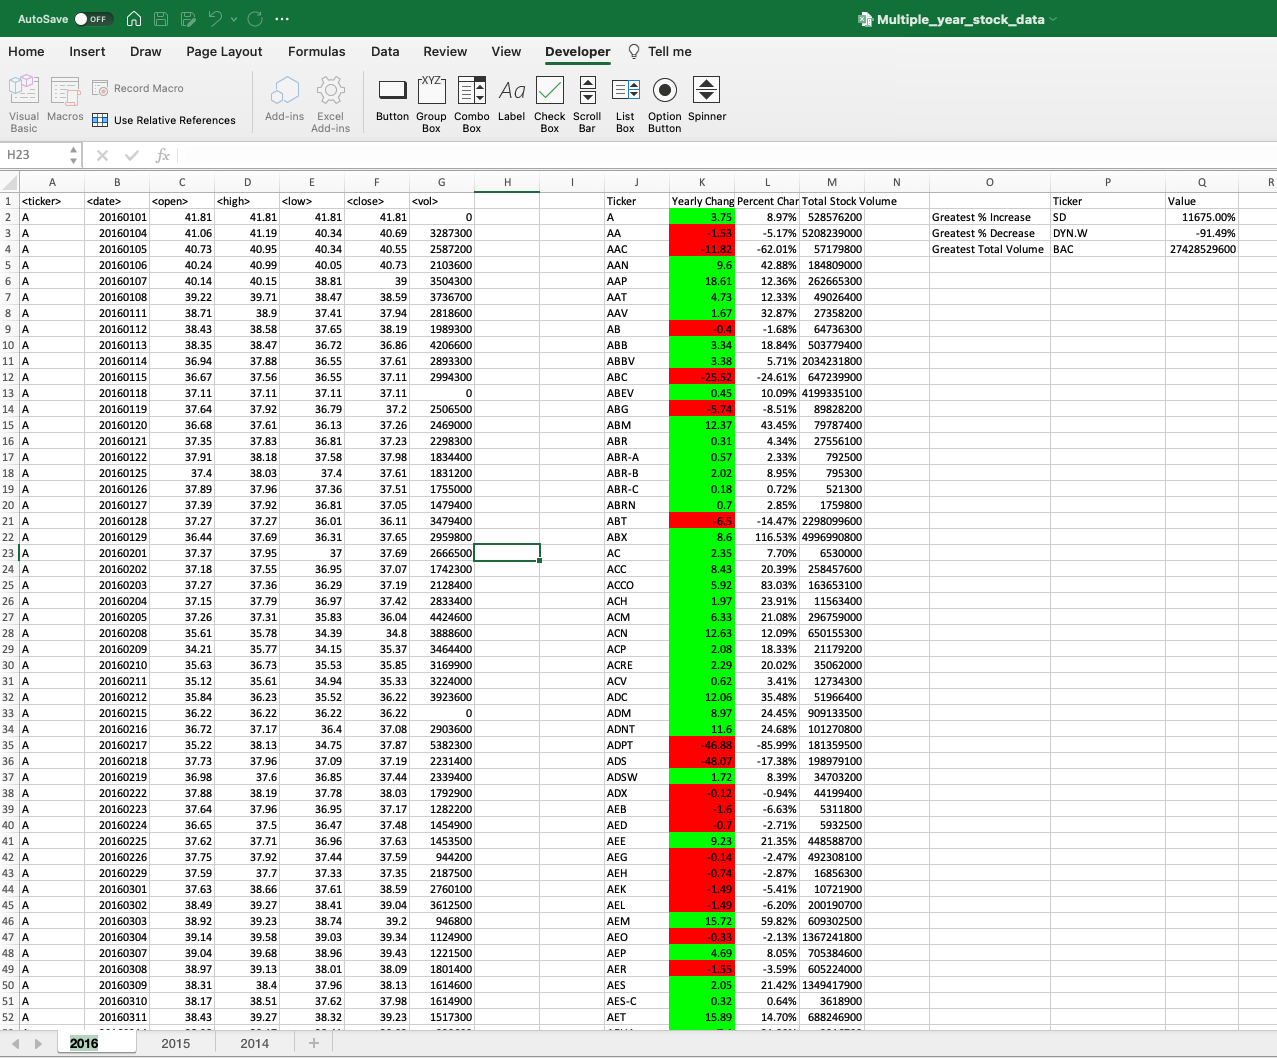 AutoSave OFF Multiple_year_stock_data
Home Insert Draw Page Layout Formulas Data Review View Developer Tell me
Visual Basic Macros Record Macro Use Relative References Add-ins Excel Add-ins Button Group Box Combo Box Label Check Box Scroll Bar List Box Option Button Spinner
H23 fx
A B C D E F G H I J K L M N O P Q R
1 <ticker> <date> <open> <high> <low> <close> <vol> Ticker Yearly Chang Percent Char Total Stock Volume Ticker Value
2 A 20160101 41.81 41.81 41.81 41.81 0 A 3.75 8.97% 528576200 Greatest % Increase SD 11675.00%
3 A 20160104 41.06 41.19 40.34 40.69 3287300 AA -1.53 -5.17% 5208239000 Greatest % Decrease DYN.W -91.49%
4 A 20160105 40.73 40.95 40.34 40.55 2587200 AAC -11.82 -62.01% 57179800 Greatest Total Volume BAC 27428529600
5 A 20160106 40.24 40.99 40.05 40.73 2103600 AAN 9.6 42.88% 184809000
6 A 20160107 40.14 40.15 38.81 39 3504300 AAP 18.61 12.36% 262665300
7 A 20160108 39.22 39.71 38.47 38.59 3736700 AAT 4.73 12.33% 49026400
8 A 20160111 38.71 38.9 37.41 37.94 2818600 AAV 1.67 32.87% 27358200
9 A 20160112 38.43 38.58 37.65 38.19 1989300 AB -0.4 -1.68% 64736300
10 A 20160113 38.35 38.47 36.72 36.86 4206600 ABB 3.34 18.84% 503779400
11 A 20160114 36.94 37.88 36.55 37.61 2893300 ABBV 3.38 5.71% 2034231800
12 A 20160115 36.67 37.56 36.55 37.11 2994300 ABC -25.52 -24.61% 647239900
13 A 20160118 37.11 37.11 37.11 37.11 0 ABEV 0.45 10.09% 4199335100
14 A 20160119 37.64 37.92 36.79 37.2 2506500 ABG -5.74 -8.51% 89828200
15 A 20160120 36.68 37.61 36.13 37.26 2469000 ABM 12.37 43.45% 79787400
16 A 20160121 37.35 37.83 36.81 37.23 2298300 ABR 0.31 4.34% 27556100
17 A 20160122 37.91 38.18 37.58 37.98 1834400 ABR-A 0.57 2.33% 792500
18 A 20160125 37.4 38.03 37.4 37.61 1831200 ABR-B 2.02 8.95% 795300
19 A 20160126 37.89 37.96 37.36 37.51 1755000 ABR-C 0.18 0.72% 521300
20 A 20160127 37.39 37.92 36.81 37.05 1479400 ABRN 0.7 2.85% 1759800
21 A 20160128 37.27 37.27 36.01 36.11 3479400 ABT -6.5 -14.47% 2298099600
22 A 20160129 36.44 37.69 36.31 37.65 2959800 ABX 8.6 116.53% 4996990800
23 A 20160201 37.37 37.95 37 37.69 2666500 AC 2.35 7.70% 6530000
24 A 20160202 37.18 37.55 36.95 37.07 1742300 ACC 8.43 20.39% 258457600
25 A 20160203 37.27 37.36 36.29 37.19 2128400 ACCO 5.92 83.03% 163653100
26 A 20160204 37.15 37.79 36.97 37.42 2833400 ACH 1.97 23.91% 11563400
27 A 20160205 37.26 37.31 35.83 36.04 4424600 ACM 6.33 21.08% 296759000
28 A 20160208 35.61 35.78 34.39 34.8 3888600 ACN 12.63 12.09% 650155300
29 A 20160209 34.21 35.77 34.15 35.37 3464400 ACP 2.08 18.33% 21179200
30 A 20160210 35.63 36.73 35.53 35.85 3169900 ACRE 2.29 20.02% 35062000
31 A 20160211 35.12 35.61 34.94 35.33 3224000 ACV 0.62 3.41% 12734300
32 A 20160212 35.84 36.23 35.52 36.22 3923600 ADC 12.06 35.48% 51966400
33 A 20160215 36.22 36.22 36.22 36.22 0 ADM 8.97 24.45% 909133500
34 A 20160216 36.72 37.17 36.4 37.08 2903600 ADNT 11.6 24.68% 101270800
35 A 20160217 35.22 38.13 34.75 37.87 5382300 ADPT -46.88 -85.99% 181359500
36 A 20160218 37.73 37.96 37.09 37.19 2231400 ADS -48.07 -17.38% 198979100
37 A 20160219 36.98 37.6 36.85 37.44 2339400 ADSW 1.72 8.39% 34703200
38 A 20160222 37.88 38.19 37.78 38.03 1792900 ADX -0.12 -0.94% 44199400
39 A 20160223 37.64 37.96 36.95 37.17 1282200 AEB -1.6 -6.63% 5311800
40 A 20160224 36.65 37.5 36.47 37.48 1454900 AED -0.7 -2.71% 5932500
41 A 20160225 37.62 37.71 36.96 37.63 1453500 AEE 9.23 21.35% 448588700
42 A 20160226 37.75 37.92 37.44 37.59 944200 AEG -0.14 -2.47% 492308100
43 A 20160229 37.59 37.7 37.33 37.35 2187500 AEH -0.74 -2.87% 16856300
44 A 20160301 37.63 38.66 37.61 38.59 2760100 AEK -1.49 -5.41% 10721900
45 A 20160302 38.49 39.27 38.41 39.04 3612500 AEL -1.49 -6.20% 200190700
46 A 20160303 38.92 39.23 38.74 39.2 946800 AEM 15.72 59.82% 609302500
47 A 20160304 39.14 39.58 39.03 39.34 1124900 AEO -0.33 -2.13% 1367241800
48 A 20160307 39.04 39.68 38.96 39.43 1221500 AEP 4.69 8.05% 705384600
49 A 20160308 38.97 39.13 38.01 38.09 1801400 AER -1.55 -3.59% 605224000
50 A 20160309 38.31 38.4 37.96 38.13 1614600 AES 2.05 21.42% 1349417900
51 A 20160310 38.17 38.51 37.62 37.98 1614900 AES-C 0.32 0.64% 3618900
52 A 20160311 38.43 39.27 38.32 39.23 1517300 AET 15.89 14.70% 688246900
2016 2015 2014